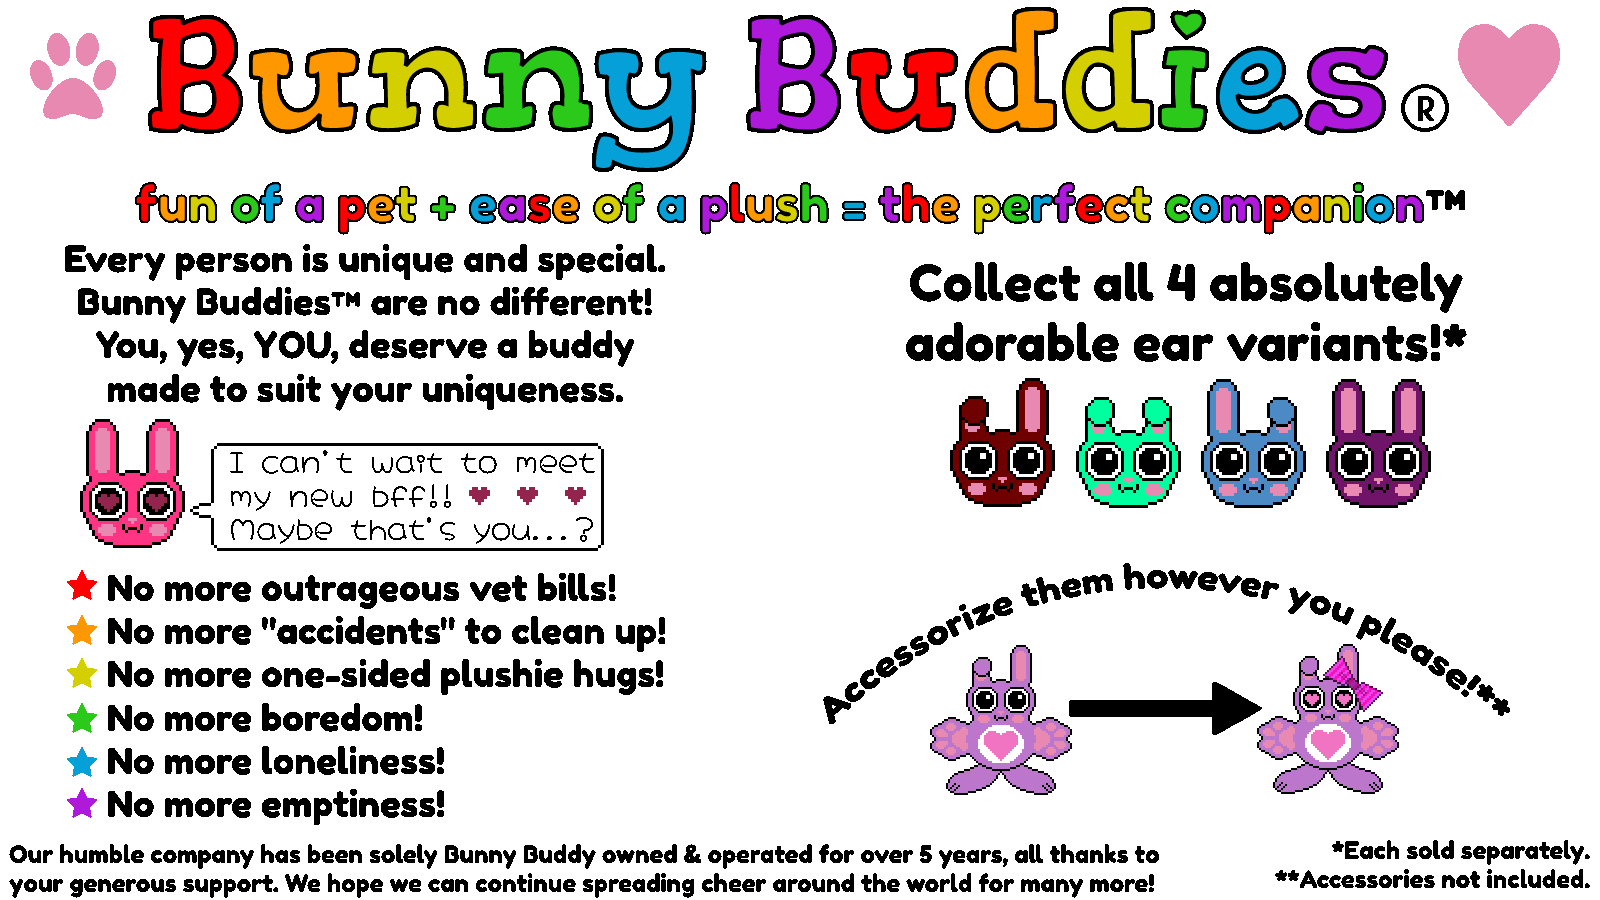 Bunny Buddies®
fun of a pet + ease of a plush = the perfect companion™
Every person is unique and special.
Bunny Buddies™ are no different!
You, yes, YOU, deserve a buddy
made to suit your uniqueness.
I can't wait to meet
my new bff!! ♥ ♥ ♥
Maybe that's you...?
★ No more outrageous vet bills!
★ No more "accidents" to clean up!
★ No more one-sided plushie hugs!
★ No more boredom!
★ No more loneliness!
★ No more emptiness!
Collect all 4 absolutely
adorable ear variants!*
Accessorize them however you please!**
Our humble company has been solely Bunny Buddy owned & operated for over 5 years, all thanks to
your generous support. We hope we can continue spreading cheer around the world for many more!
*Each sold separately.
**Accessories not included.